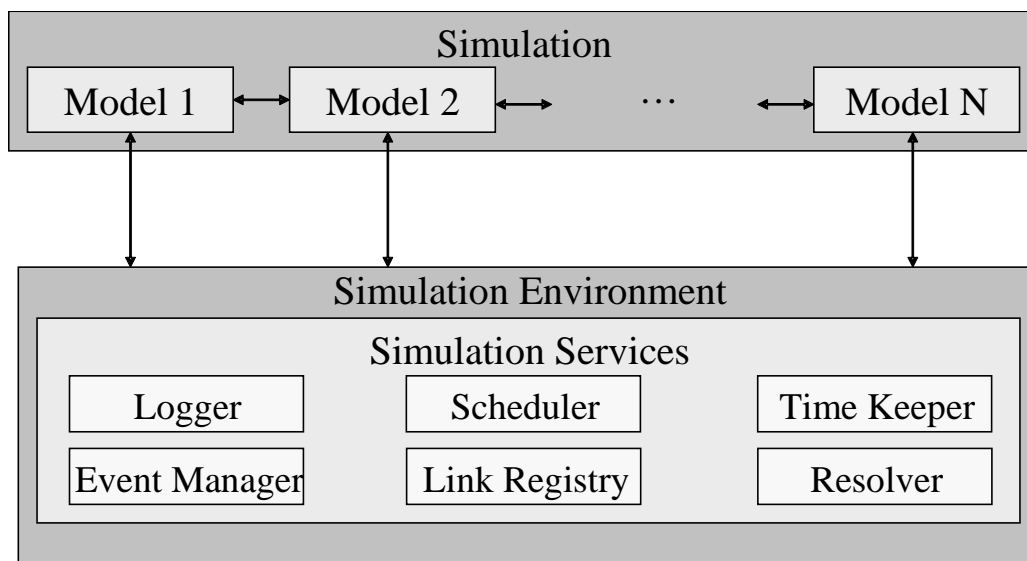 Simulation
Model 1
Model 2
...
Model N
Simulation Environment
Simulation Services
Logger
Scheduler
Time Keeper
Event Manager
Link Registry
Resolver